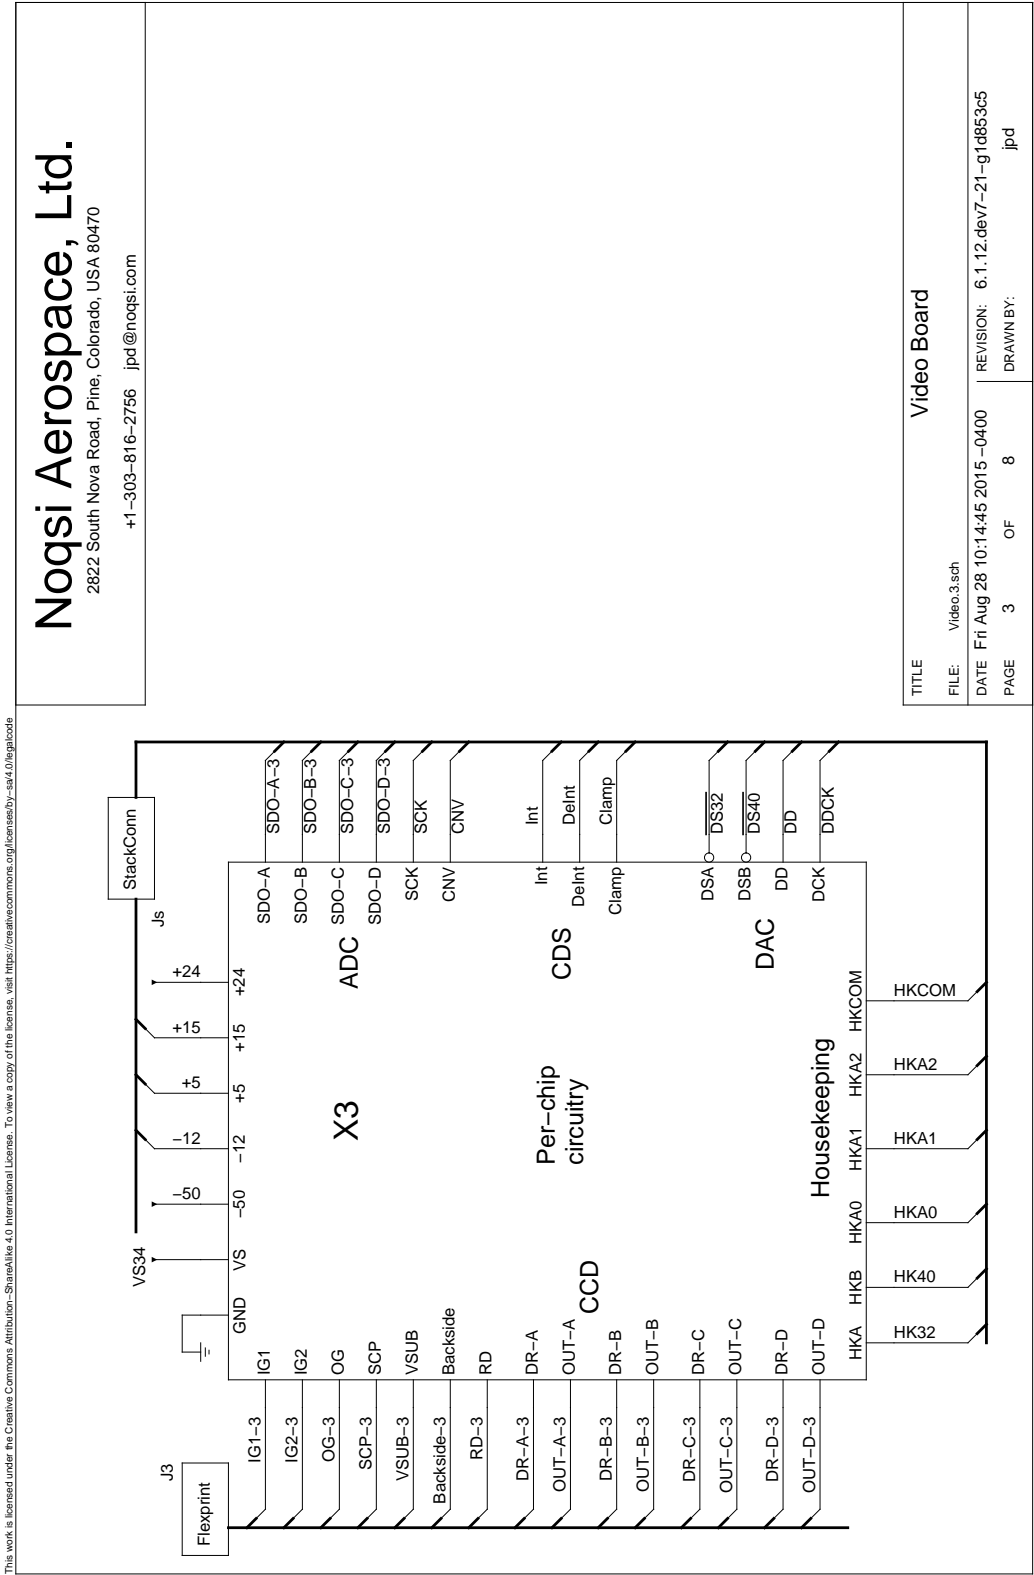 This work is licensed under the Creative Commons Attribution−ShareAlike 4.0 International License. To view a copy of the license, visit https://creativecommons.org/licenses/by−sa/4.0/legalcode
Noqsi Aerospace, Ltd.
2822 South Nova Road, Pine, Colorado, USA 80470
+1−303−816−2756 jpd@noqsi.com
J3
Flexprint
IG1−3
IG2−3
OG−3
SCP−3
VSUB−3
Backside−3
RD−3
DR−A−3
OUT−A−3
DR−B−3
OUT−B−3
DR−C−3
OUT−C−3
DR−D−3
OUT−D−3
IG1
IG2
OG
SCP
VSUB
Backside
RD
DR−A
OUT−A
DR−B
OUT−B
DR−C
OUT−C
DR−D
OUT−D
VS34
−50
−12
+5
+15
+24
GND
VS
−50
−12
+5
+15
+24
Js
StackConn
X3
Per−chip
circuitry
CCD
ADC
CDS
DAC
Housekeeping
SDO−A
SDO−B
SDO−C
SDO−D
SCK
CNV
Int
DeInt
Clamp
DSA
DSB
DD
DCK
SDO−A−3
SDO−B−3
SDO−C−3
SDO−D−3
SCK
CNV
Int
DeInt
Clamp
DS32
DS40
DD
DDCK
HKA
HKB
HKA0
HKA1
HKA2
HKCOM
HK32
HK40
HKA0
HKA1
HKA2
HKCOM
TITLE
Video Board
FILE: Video.3.sch
DATE Fri Aug 28 10:14:45 2015 −0400
REVISION: 6.1.12.dev7−21−g1d853c5
PAGE 3 OF 8
DRAWN BY: jpd